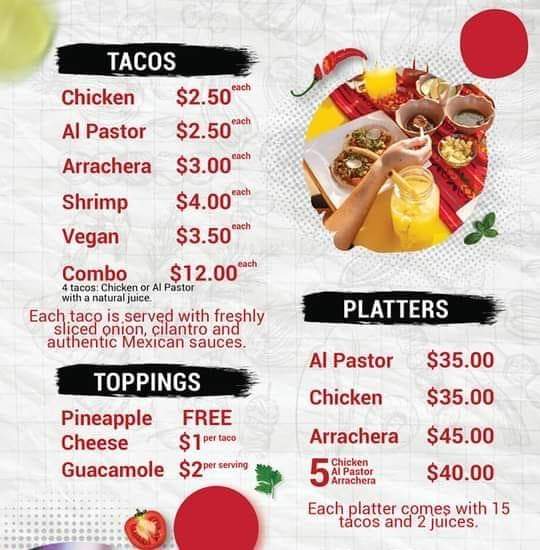 TACOS
Chicken $2.50 each
Al Pastor $2.50 each
Arrachera $3.00 each
Shrimp $4.00 each
Vegan $3.50 each
Combo $12.00 each
4 tacos: Chicken or Al Pastor
with a natural juice.
Each taco is served with freshly
sliced onion, cilantro and
authentic Mexican sauces.
TOPPINGS
Pineapple FREE
Cheese $1 per taco
Guacamole $2 per serving
PLATTERS
Al Pastor $35.00
Chicken $35.00
Arrachera $45.00
5 Chicken
Al Pastor
Arrachera
$40.00
Each platter comes with 15
tacos and 2 juices.